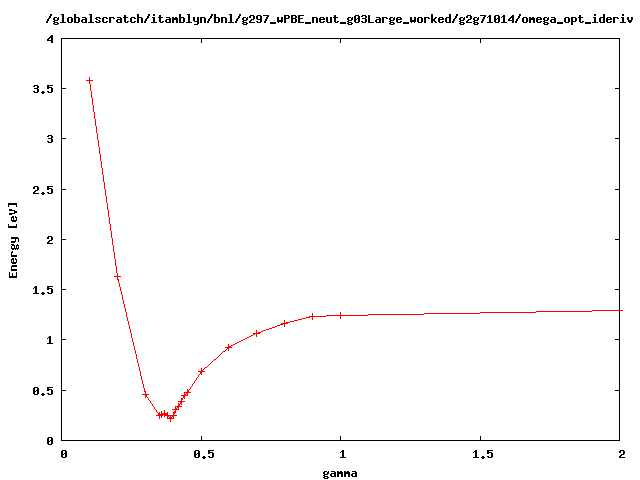 /globalscratch/itamblyn/bnl/g297_wPBE_neut_g03Large_worked/g2g71014/omega_opt_ideriv
4
3.5
3
2.5
2
1.5
1
0.5
0
Energy [eV]
0 0.5 1 1.5 2
gamma